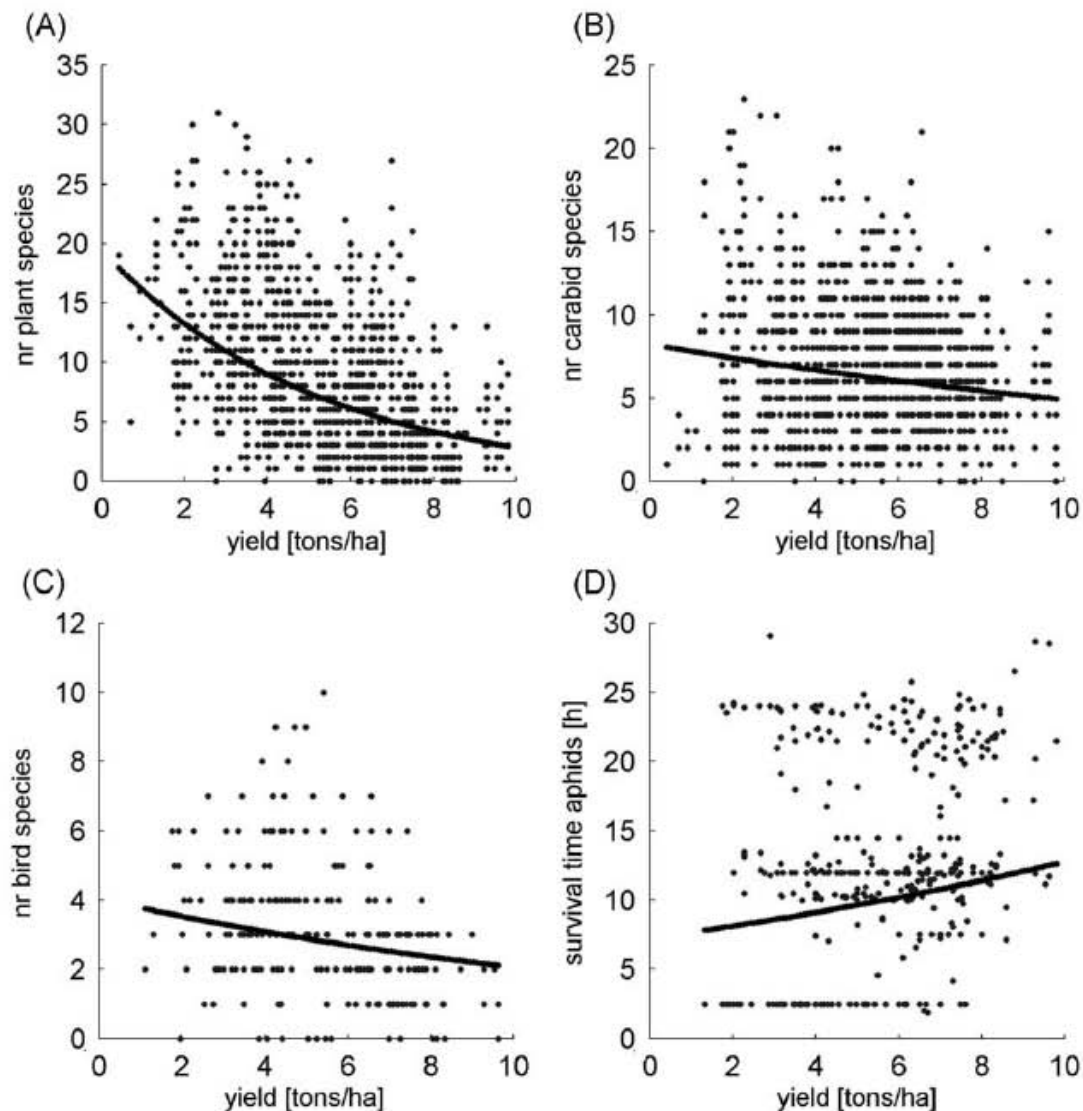 (A)
35
30
25
20
15
10
5
0
nr plant species
0 2 4 6 8 10
yield [tons/ha]
(B)
25
20
15
10
5
0
nr carabid species
0 2 4 6 8 10
yield [tons/ha]
(C)
12
10
8
6
4
2
0
nr bird species
0 2 4 6 8 10
yield [tons/ha]
(D)
30
25
20
15
10
5
0
survival time aphids [h]
0 2 4 6 8 10
yield [tons/ha]